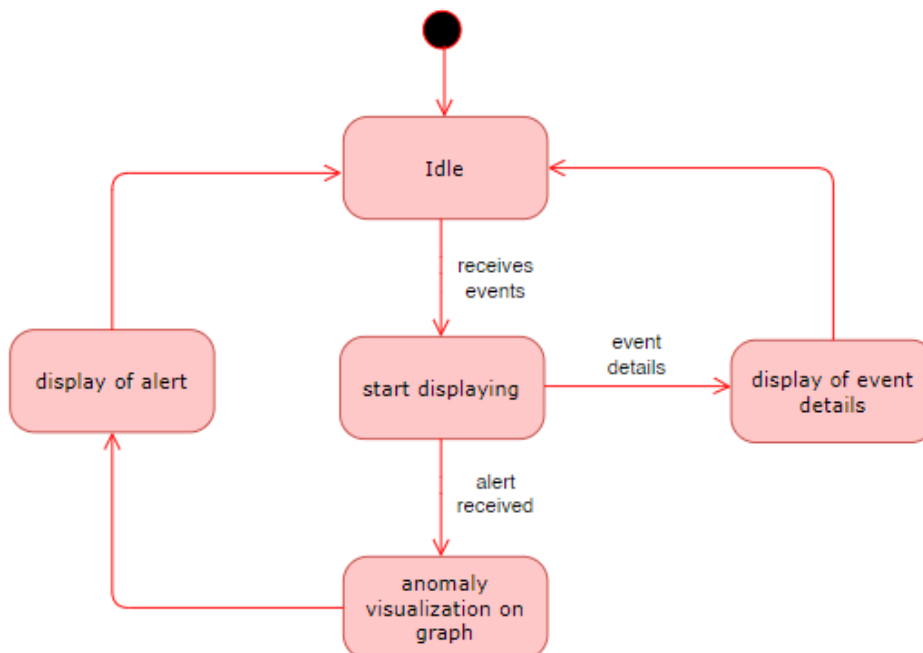 Idle
receives
events
event
details
display of alert
start displaying
display of event
details
alert
received
anomaly
visualization on
graph